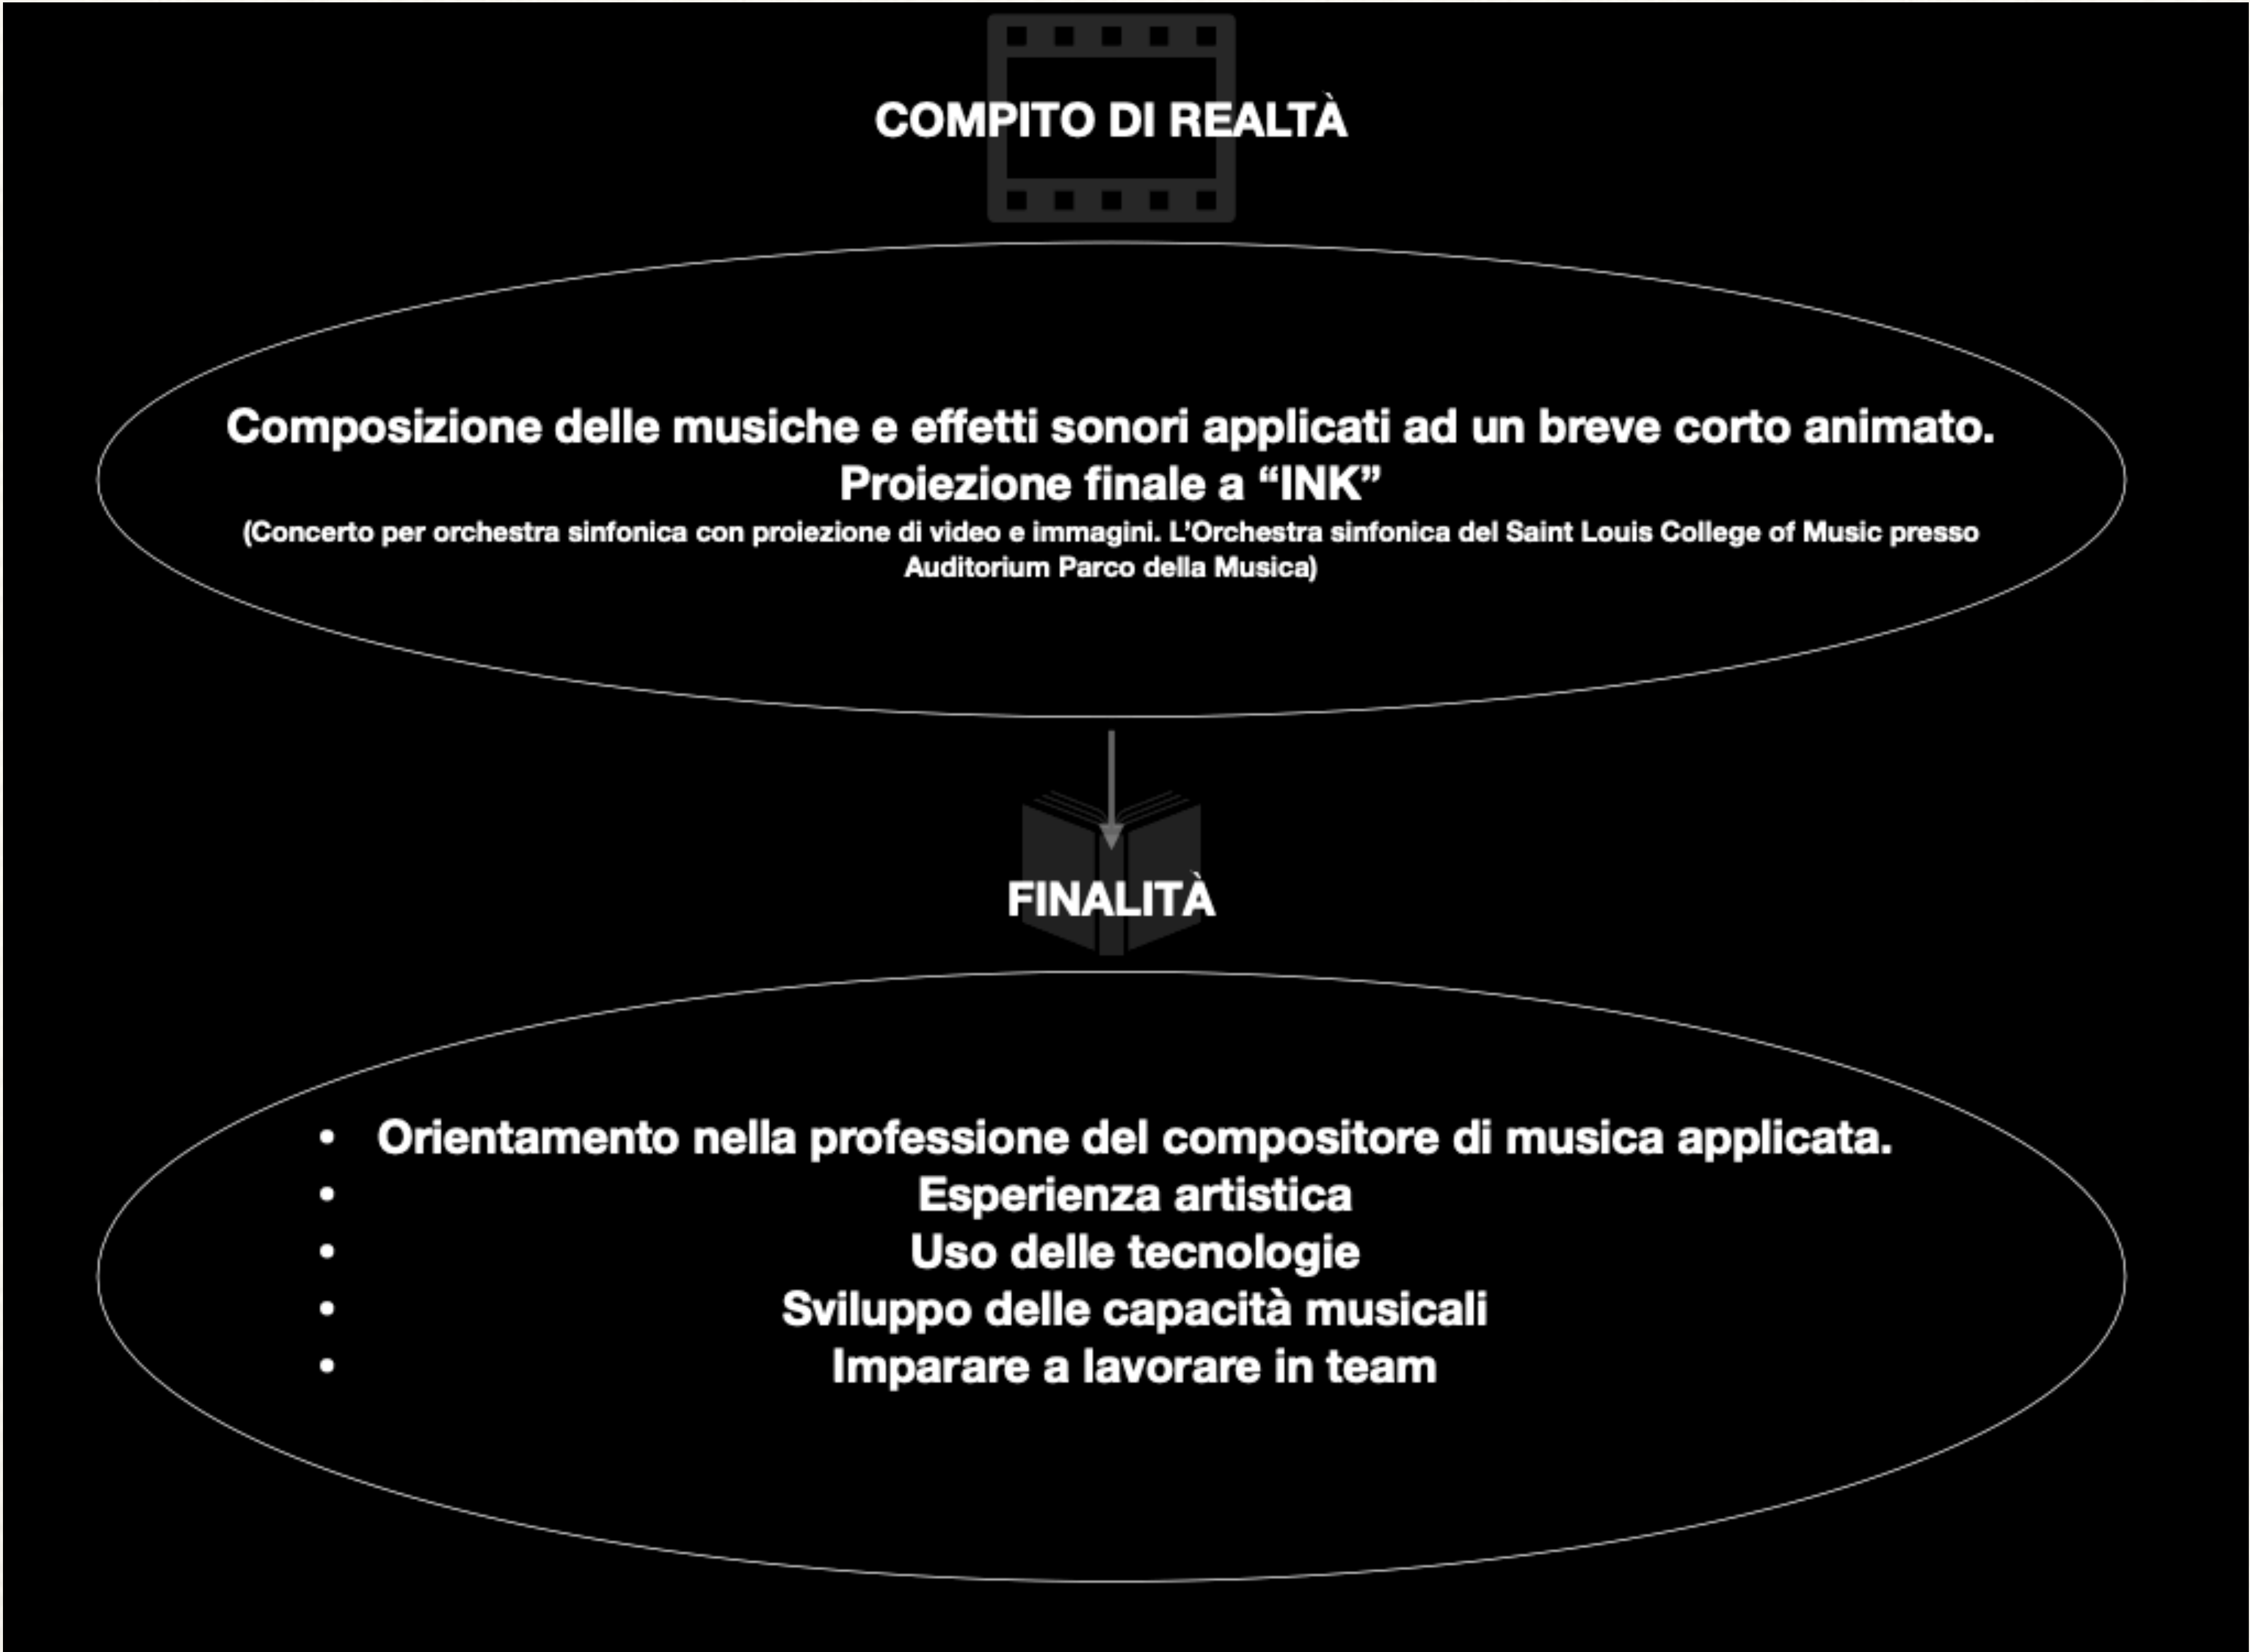 COMPITO DI REALTÀ
Composizione delle musiche e effetti sonori applicati ad un breve corto animato.
Proiezione finale a “INK”
(Concerto per orchestra sinfonica con proiezione di video e immagini. L’Orchestra sinfonica del Saint Louis College of Music presso
Auditorium Parco della Musica)
FINALITÀ
• Orientamento nella professione del compositore di musica applicata.
• Esperienza artistica
• Uso delle tecnologie
• Sviluppo delle capacità musicali
• Imparare a lavorare in team